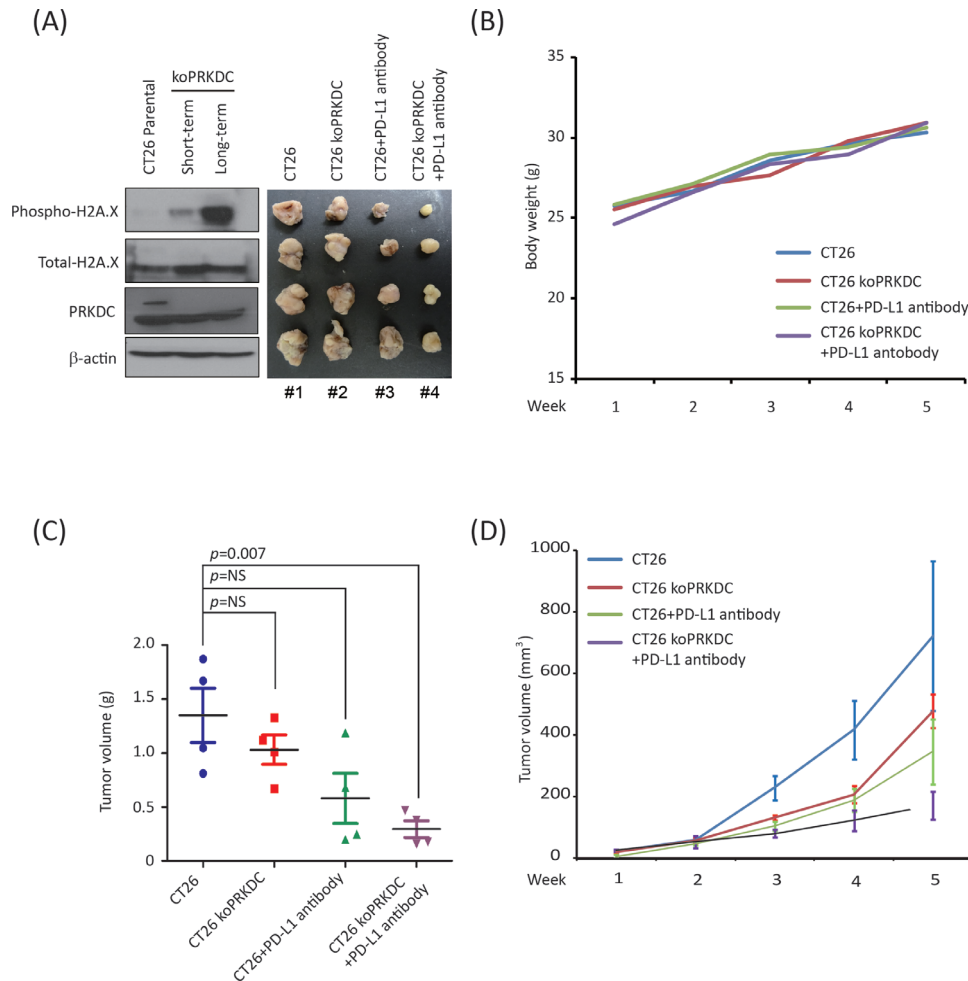 (A)
koPRKDC
CT26 Parental
Short-term
Long-term
Phospho-H2A.X
Total-H2A.X
PRKDC
β-actin
CT26
CT26 koPRKDC
CT26+PD-L1 antibody
CT26 koPRKDC
+PD-L1 antibody
#1 #2 #3 #4
(B)
Body weight (g)
35
30
25
20
15
CT26
CT26 koPRKDC
CT26+PD-L1 antibody
CT26 koPRKDC
+PD-L1 antobody
Week 1 2 3 4 5
(C)
p=0.007
p=NS
p=NS
Tumor volume (g)
2.0
1.5
1.0
0.5
0
CT26
CT26 koPRKDC
CT26+PD-L1 antibody
CT26 koPRKDC
+PD-L1 antibody
(D)
Tumor volume (mm³)
1000
800
600
400
200
0
CT26
CT26 koPRKDC
CT26+PD-L1 antibody
CT26 koPRKDC
+PD-L1 antibody
Week 1 2 3 4 5